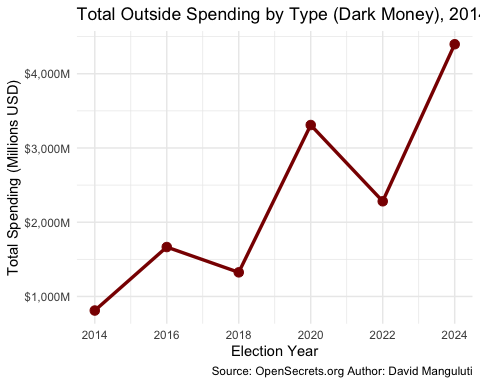 Total Outside Spending by Type (Dark Money), 2014
Total Spending (Millions USD)
$4,000M
$3,000M
$2,000M
$1,000M
2014 2016 2018 2020 2022 2024
Election Year
Source: OpenSecrets.org Author: David Manguluti